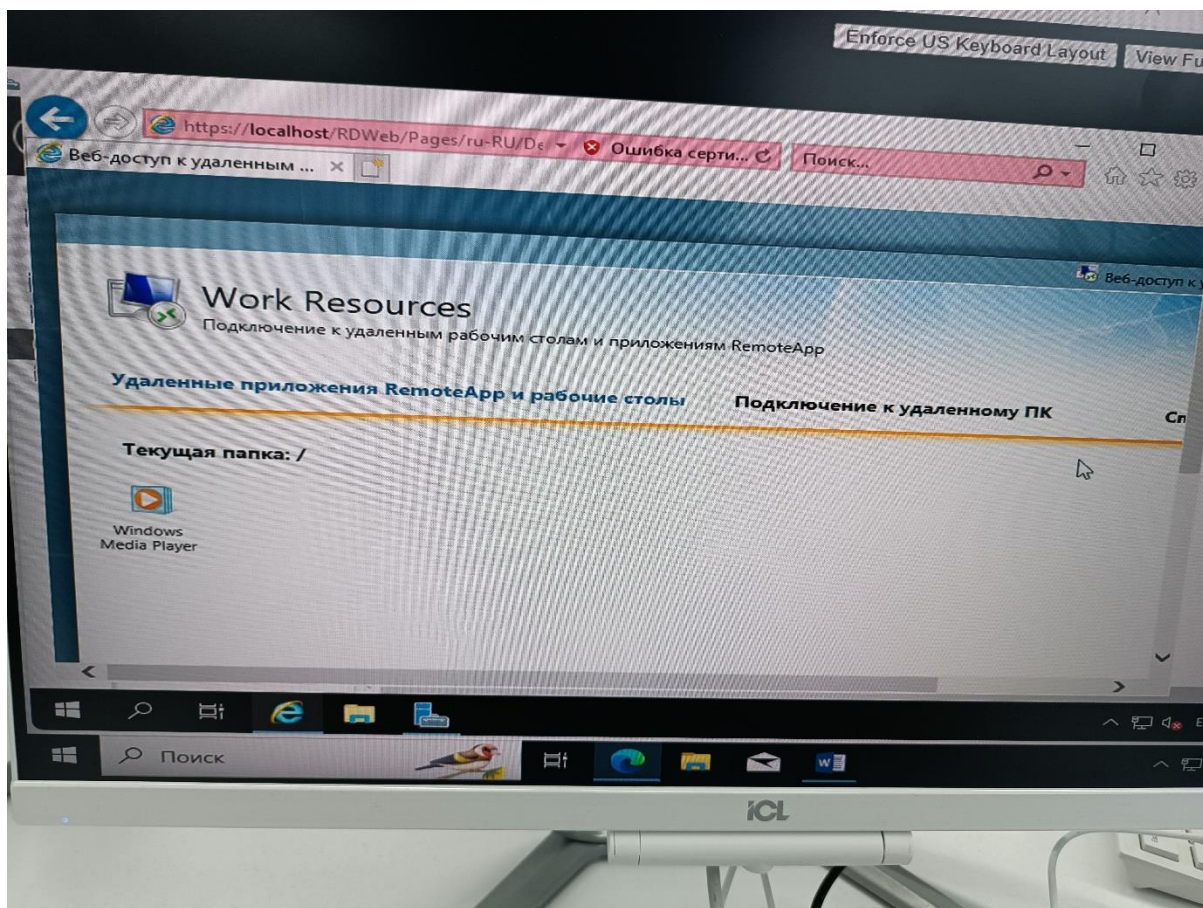 Enforce US Keyboard Layout
View Fu
https://localhost/RDWeb/Pages/ru-RU/De
Ошибка серти...
Поиск...
Веб-доступ к удаленным ...
Веб-доступ к у
Work Resources
Подключение к удаленным рабочим столам и приложениям RemoteApp
Удаленные приложения RemoteApp и рабочие столы
Подключение к удаленному ПК
Сп
Текущая папка: /
Windows
Media Player
Поиск
iCL